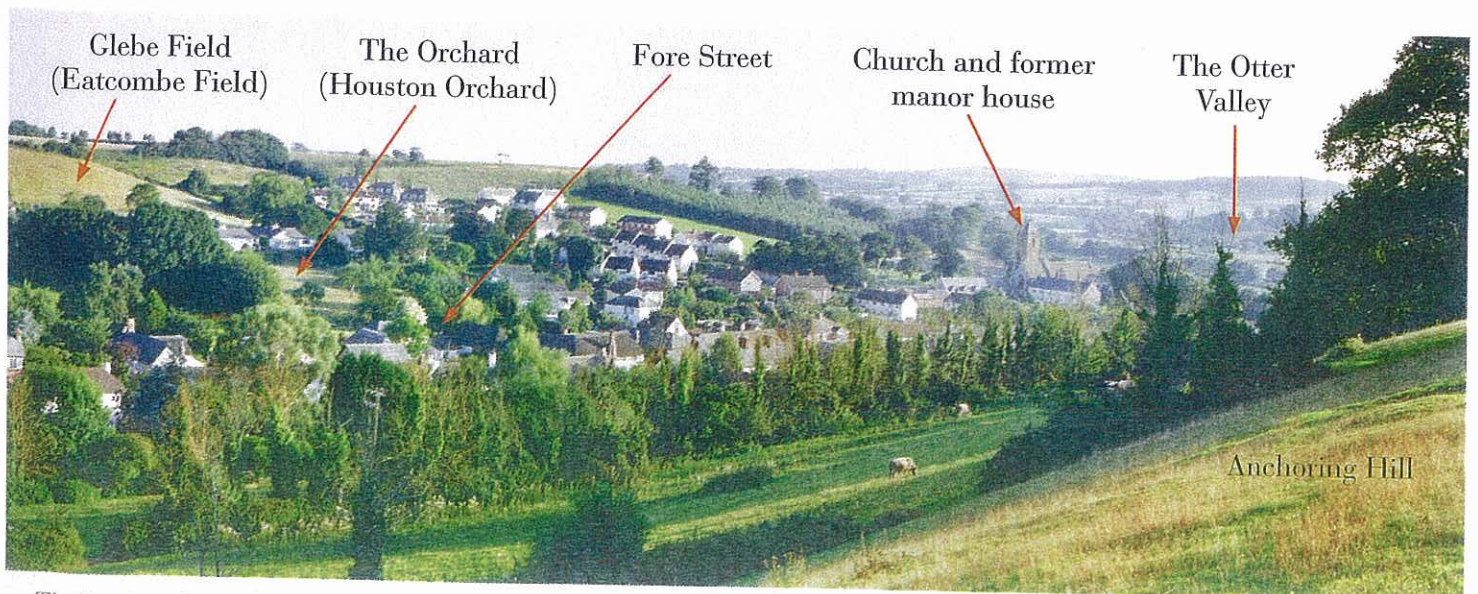 Glebe Field
(Eatcombe Field)
The Orchard
(Houston Orchard)
Fore Street
Church and former
manor house
The Otter
Valley
Anchoring Hill